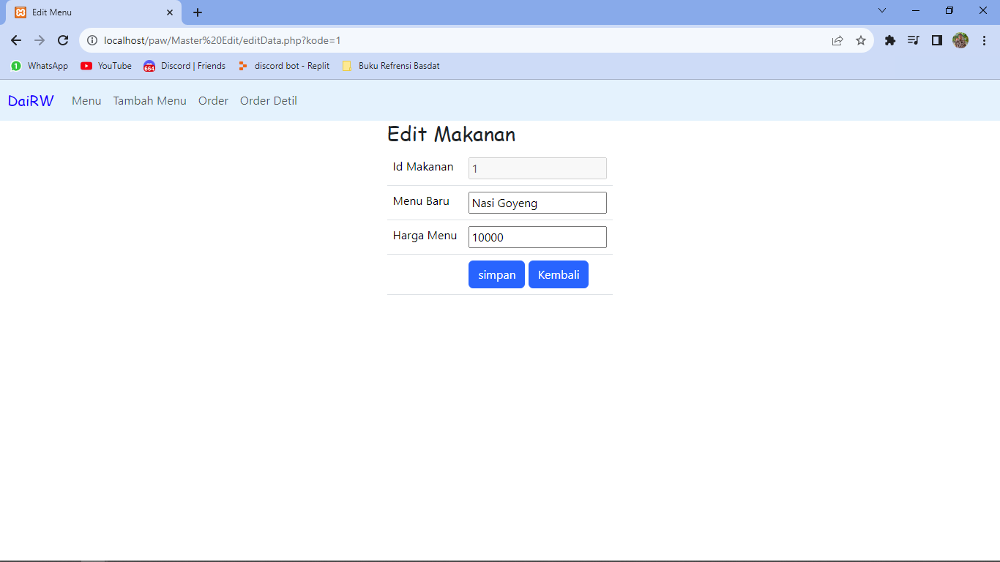 Edit Menu
localhost/paw/Master%20Edit/editData.php?kode=1
1 WhatsApp YouTube 664 Discord | Friends discord bot - Replit Buku Refrensi Basdat
DaiRW Menu Tambah Menu Order Order Detil
Edit Makanan
Id Makanan 1
Menu Baru Nasi Goyeng
Harga Menu 10000
simpan Kembali